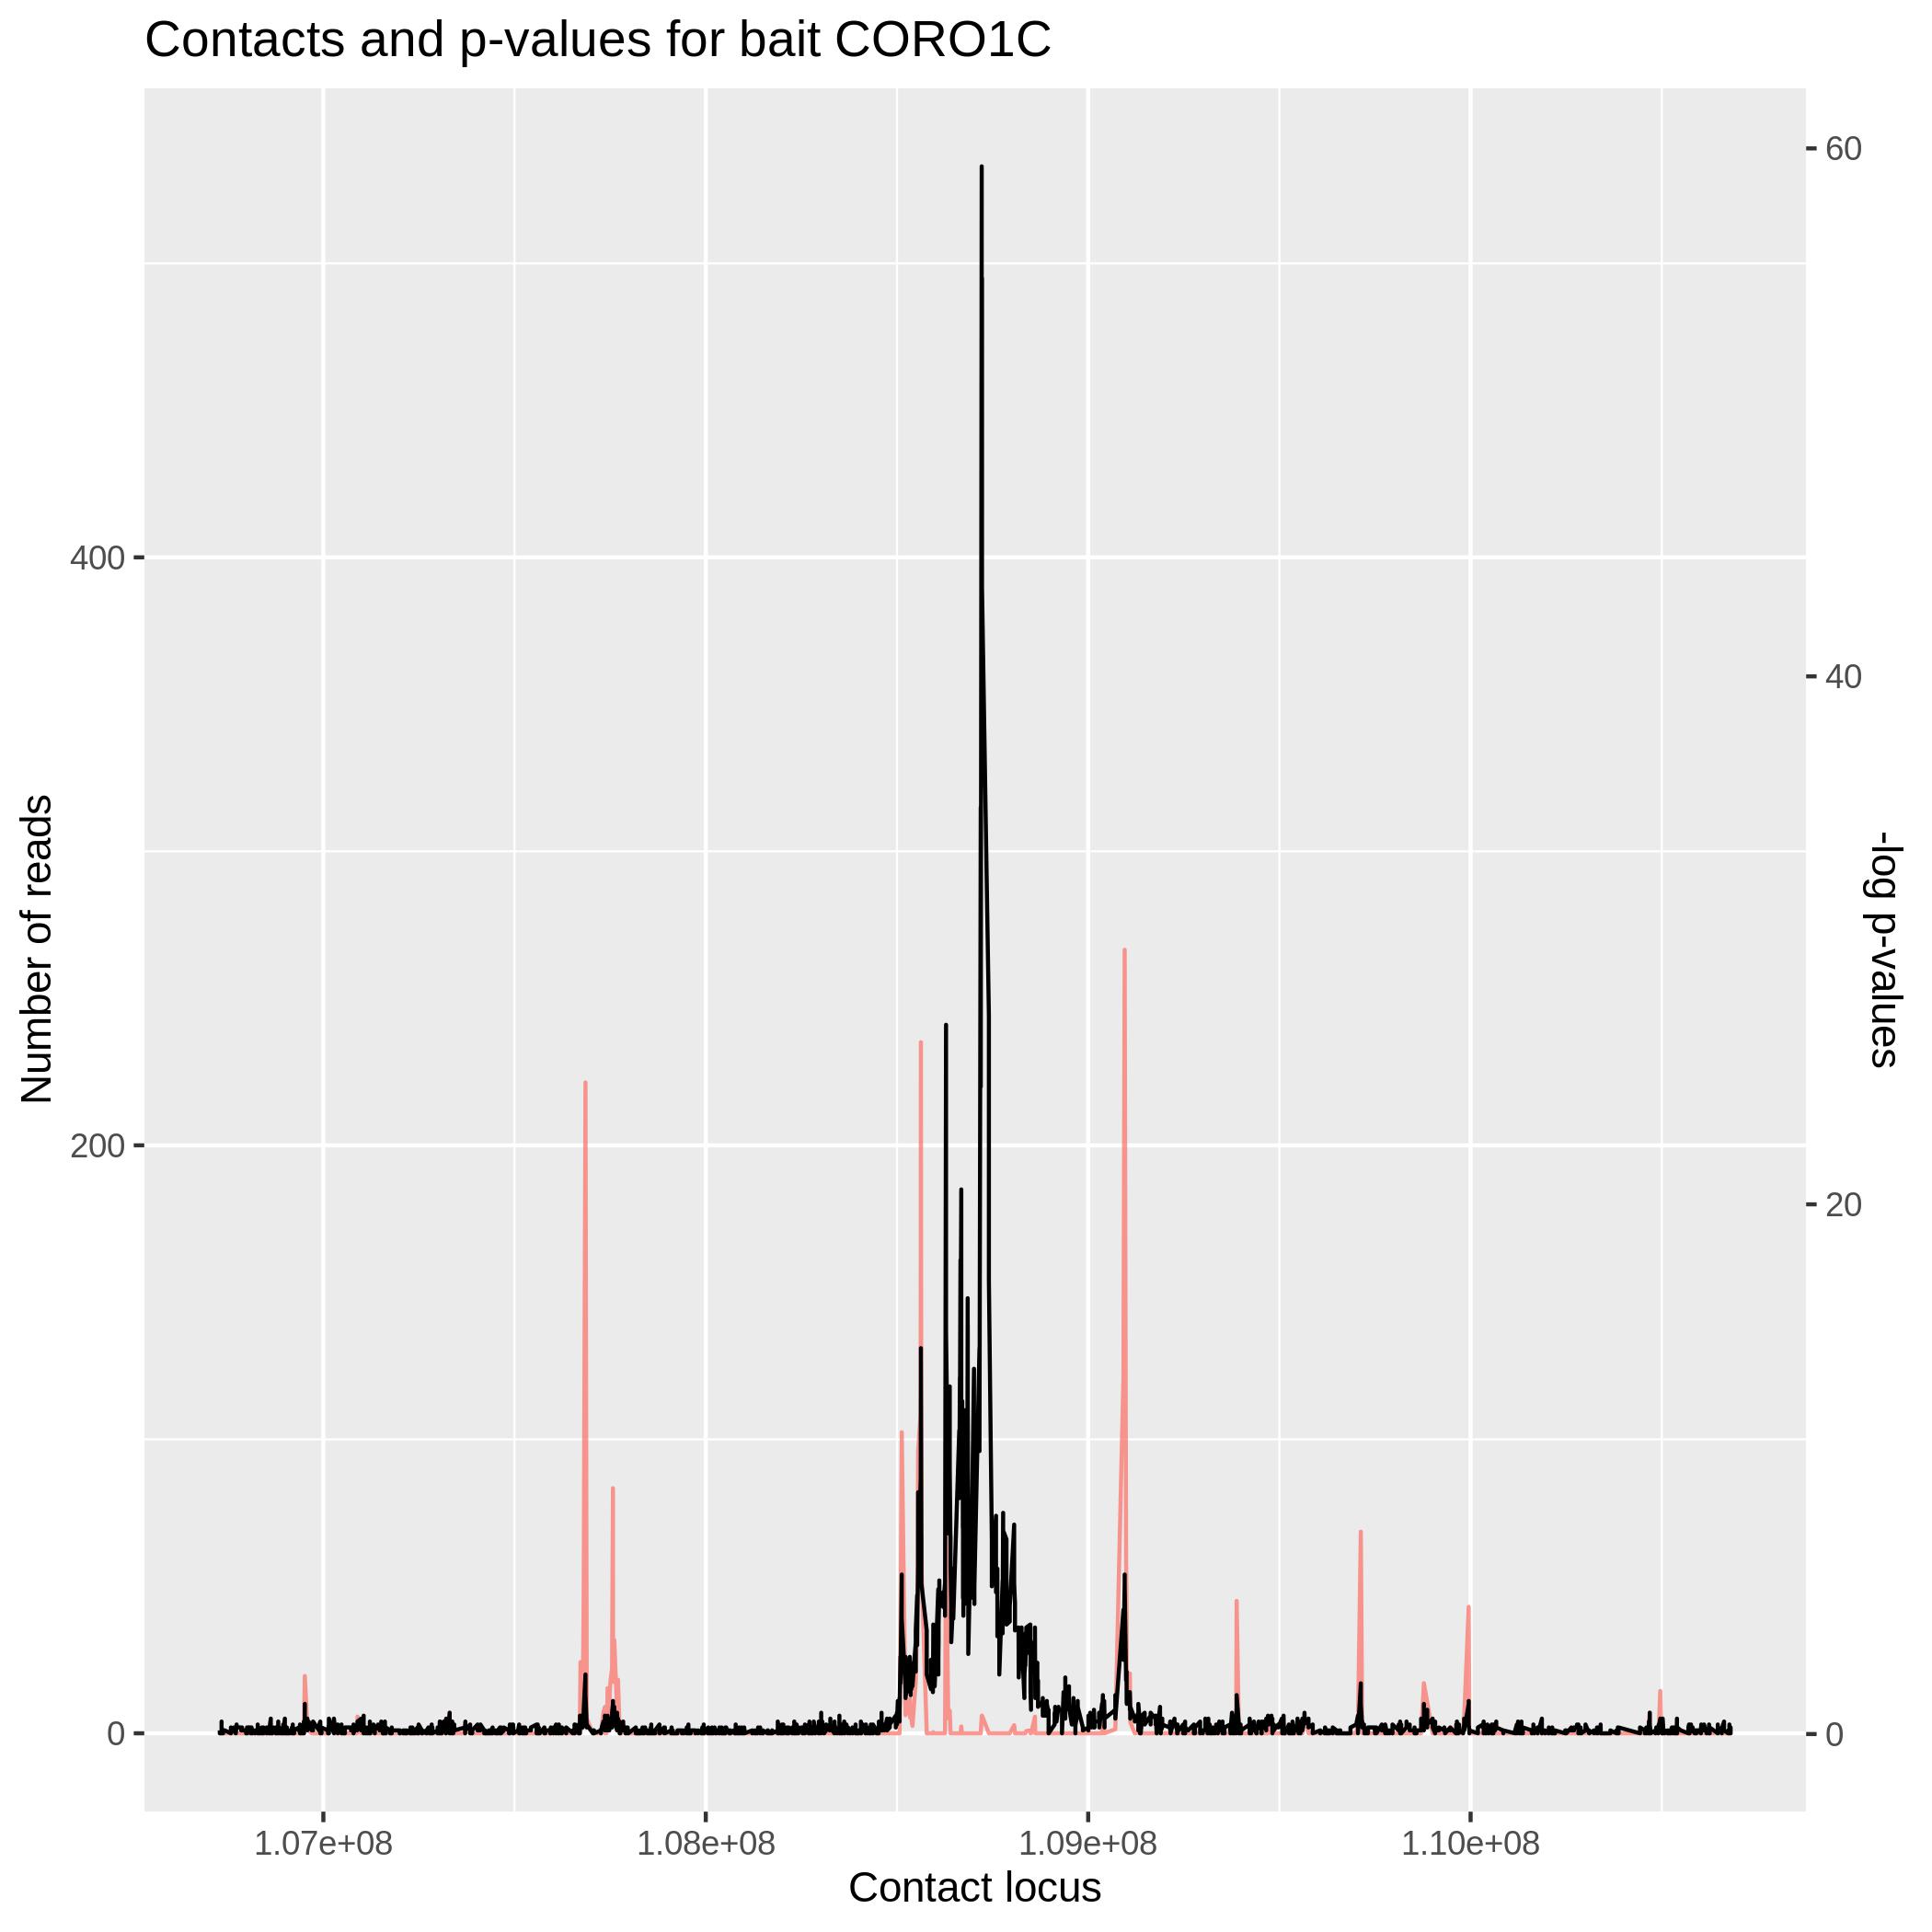 Contacts and p-values for bait CORO1C
60
400
40
Number of reads
-log p-values
200
20
0
0
1.07e+08
1.08e+08
1.09e+08
1.10e+08
Contact locus